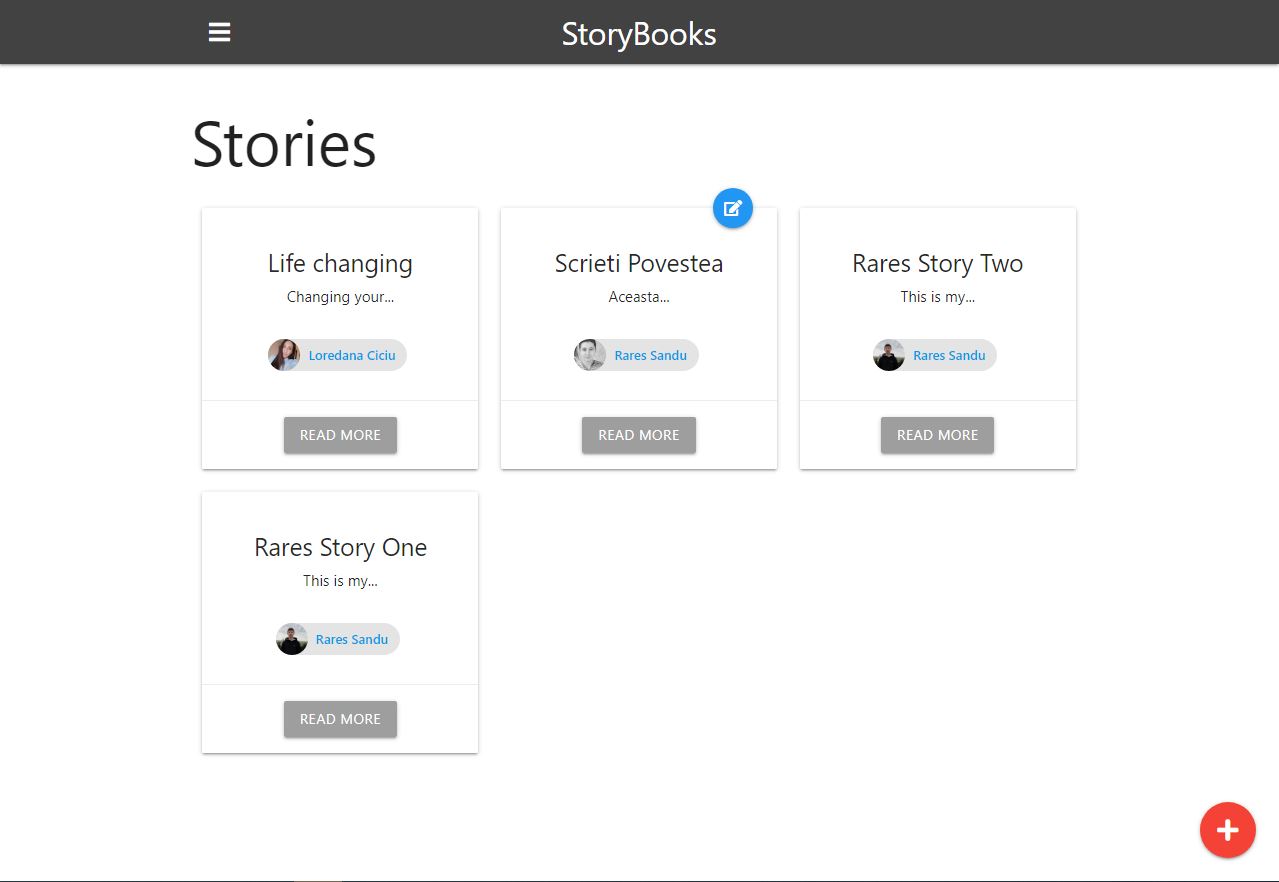 StoryBooks
Stories
Life changing
Changing your...
Loredana Ciciu
READ MORE
Scrieti Povestea
Aceasta...
Rares Sandu
READ MORE
Rares Story Two
This is my...
Rares Sandu
READ MORE
Rares Story One
This is my...
Rares Sandu
READ MORE